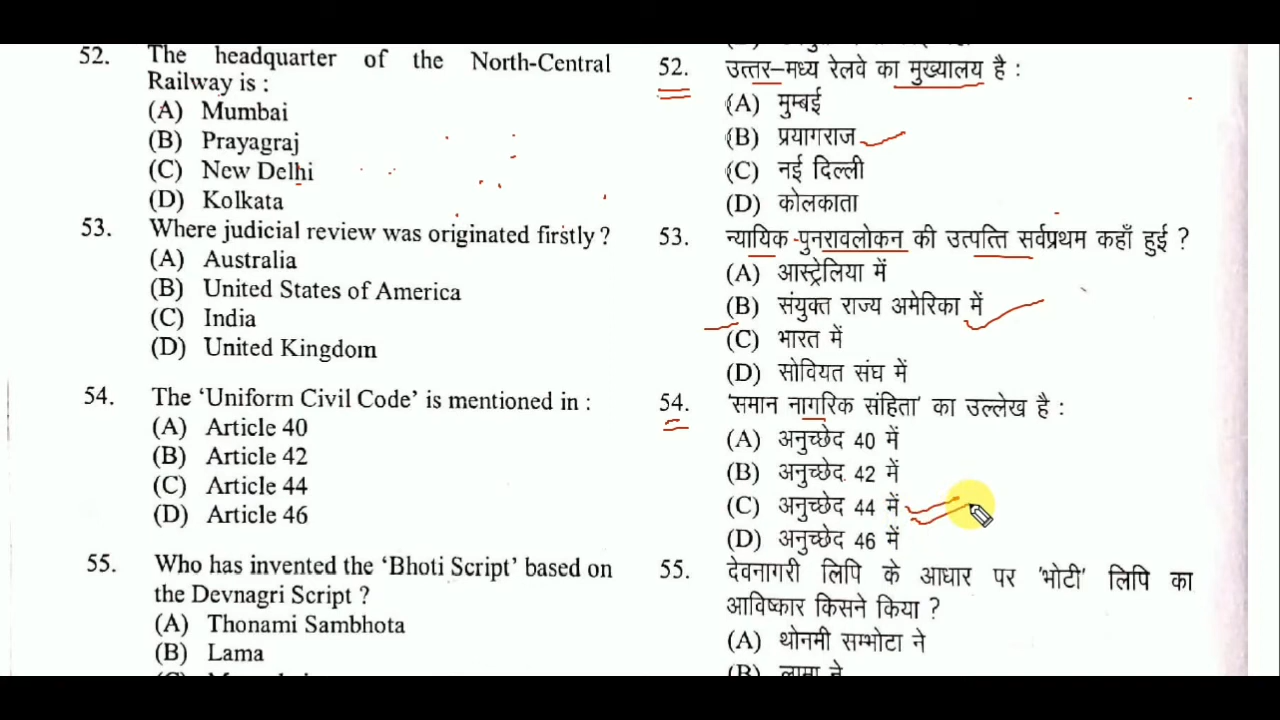 52. The headquarter of the North-Central
Railway is :
(A) Mumbai
(B) Prayagraj
(C) New Delhi
(D) Kolkata
53. Where judicial review was originated firstly ?
(A) Australia
(B) United States of America
(C) India
(D) United Kingdom
54. The ‘Uniform Civil Code’ is mentioned in :
(A) Article 40
(B) Article 42
(C) Article 44
(D) Article 46
55. Who has invented the ‘Bhoti Script’ based on
the Devnagri Script ?
(A) Thonami Sambhota
(B) Lama
52. उत्तर–मध्य रेलवे का मुख्यालय है :
(A) मुम्बई
(B) प्रयागराज
(C) नई दिल्ली
(D) कोलकाता
53. न्यायिक पुनरावलोकन की उत्पत्ति सर्वप्रथम कहाँ हुई ?
(A) आस्ट्रेलिया में
(B) संयुक्त राज्य अमेरिका में
(C) भारत में
(D) सोवियत संघ में
54. ‘समान नागरिक संहिता’ का उल्लेख है :
(A) अनुच्छेद 40 में
(B) अनुच्छेद 42 में
(C) अनुच्छेद 44 में
(D) अनुच्छेद 46 में
55. देवनागरी लिपि के आधार पर ‘भोटी’ लिपि का
आविष्कार किसने किया ?
(A) थोनमी सम्भोटा ने
(B) लामा ने